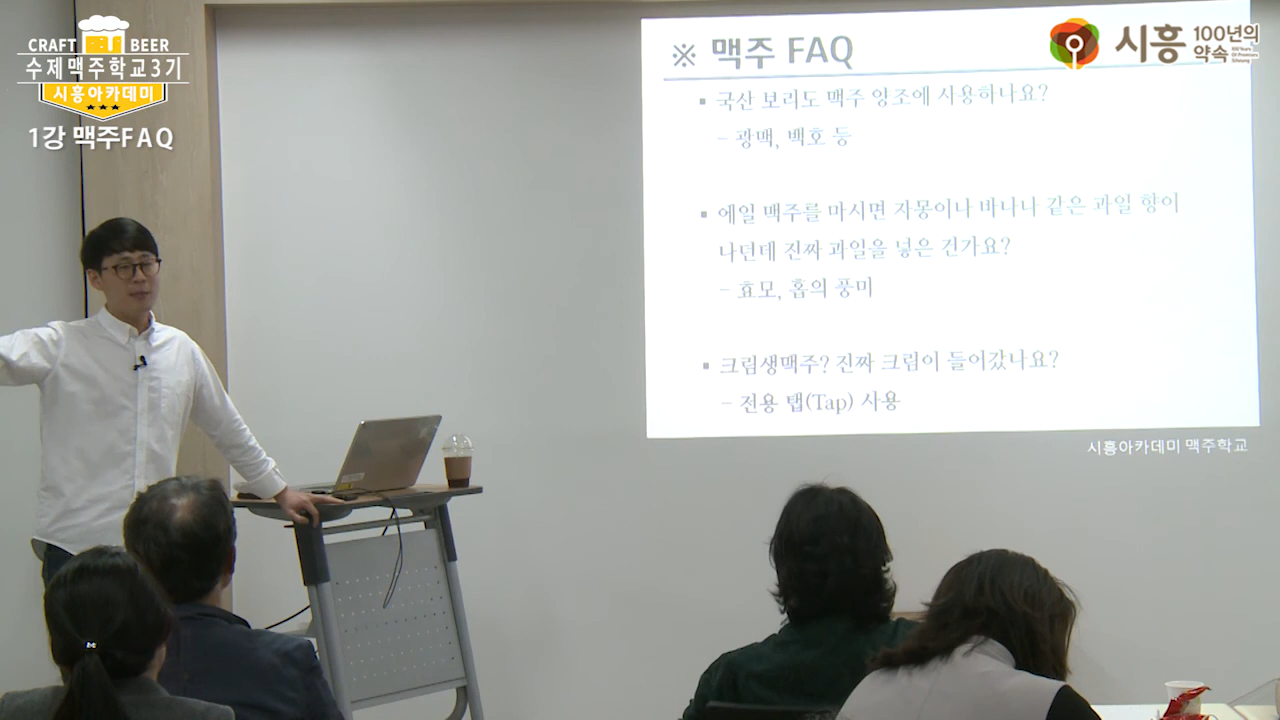 CRAFT BEER
수제맥주학교3기
시흥아카데미
1강 맥주FAQ
시흥 100년의 약속
※ 맥주 FAQ
▪ 국산 보리도 맥주 양조에 사용하나요?
– 광맥, 백호 등
▪ 에일 맥주를 마시면 자몽이나 바나나 같은 과일 향이
나던데 진짜 과일을 넣은 건가요?
– 효모, 홉의 풍미
▪ 크림생맥주? 진짜 크림이 들어갔나요?
– 전용 탭(Tap) 사용
시흥아카데미 맥주학교